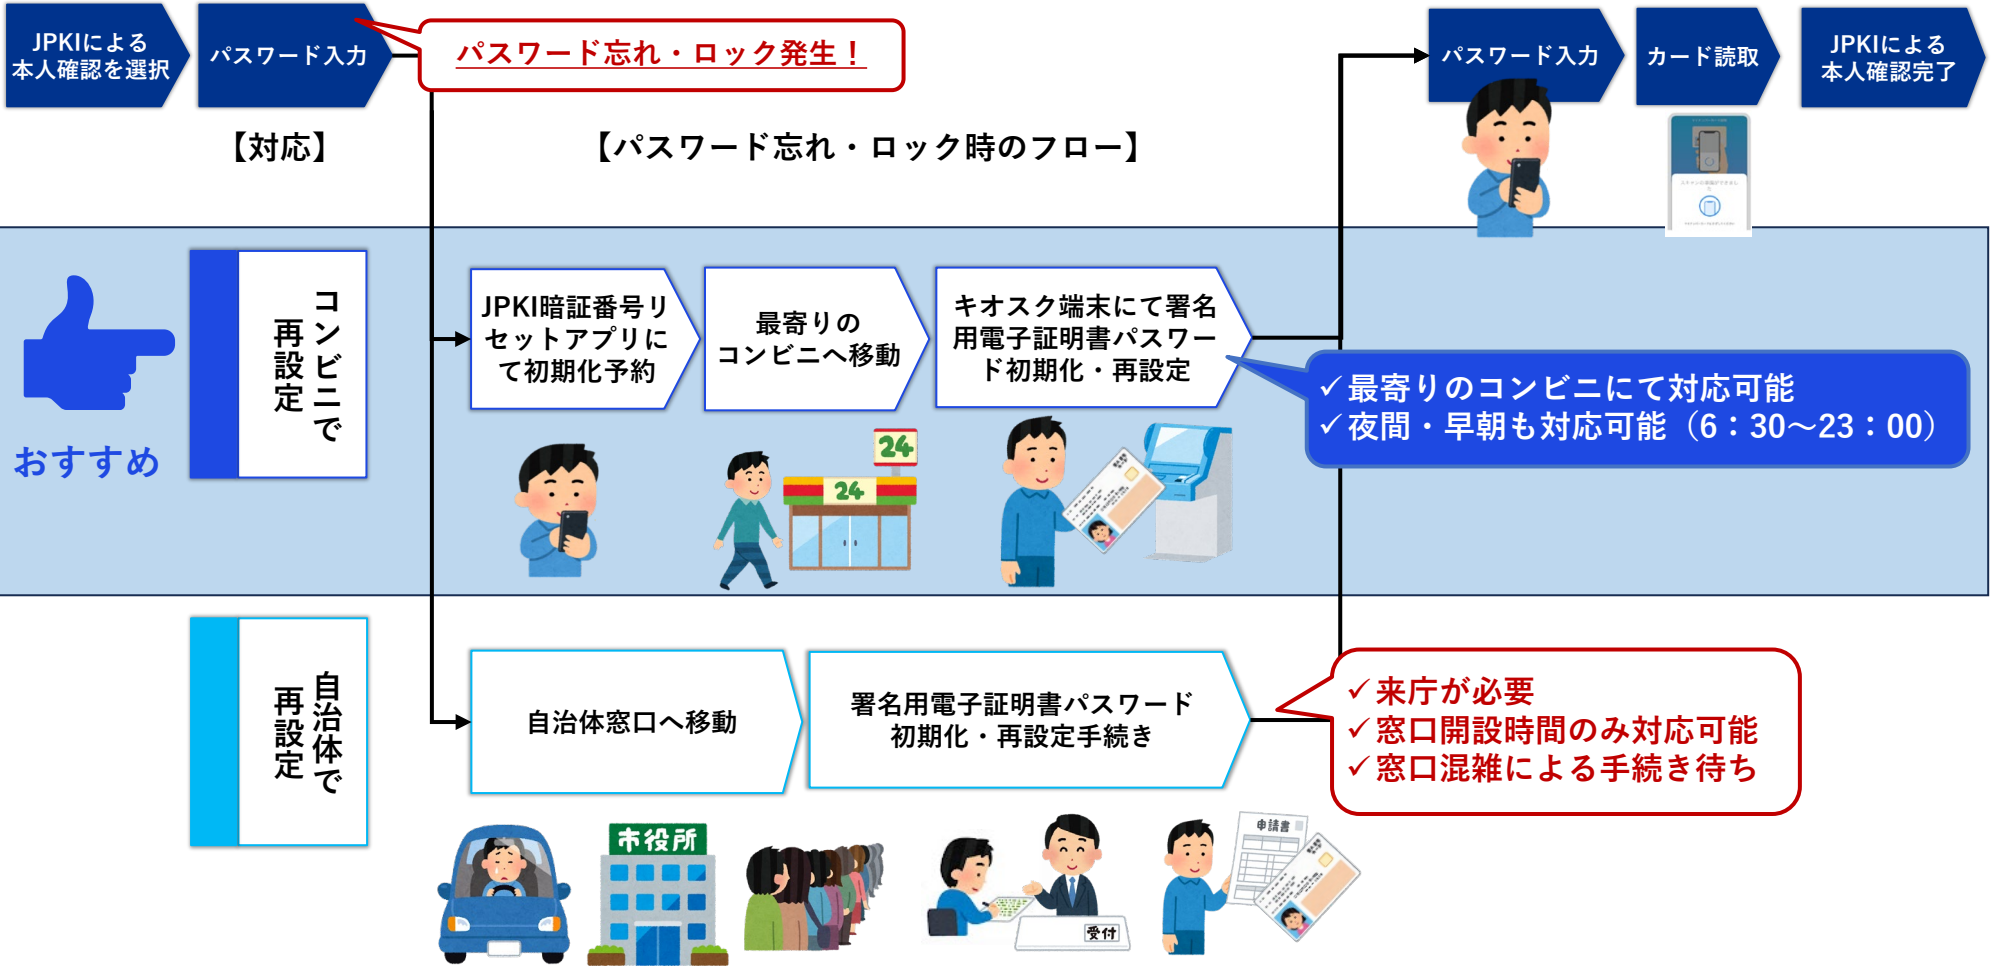 JPKIによる
本人確認を選択
パスワード入力
パスワード忘れ・ロック発生！
パスワード入力
カード読取
JPKIによる
本人確認完了
【対応】
【パスワード忘れ・ロック時のフロー】
おすすめ
コンビニで
再設定
JPKI暗証番号リ
セットアプリに
て初期化予約
最寄りの
コンビニへ移動
キオスク端末にて署名
用電子証明書パスワー
ド初期化・再設定
✓最寄りのコンビニにて対応可能
✓夜間・早朝も対応可能（6：30～23：00）
24
24
自治体で
再設定
自治体窓口へ移動
署名用電子証明書パスワード
初期化・再設定手続き
✓来庁が必要
✓窓口開設時間のみ対応可能
✓窓口混雑による手続き待ち
市役所
受付
申請書